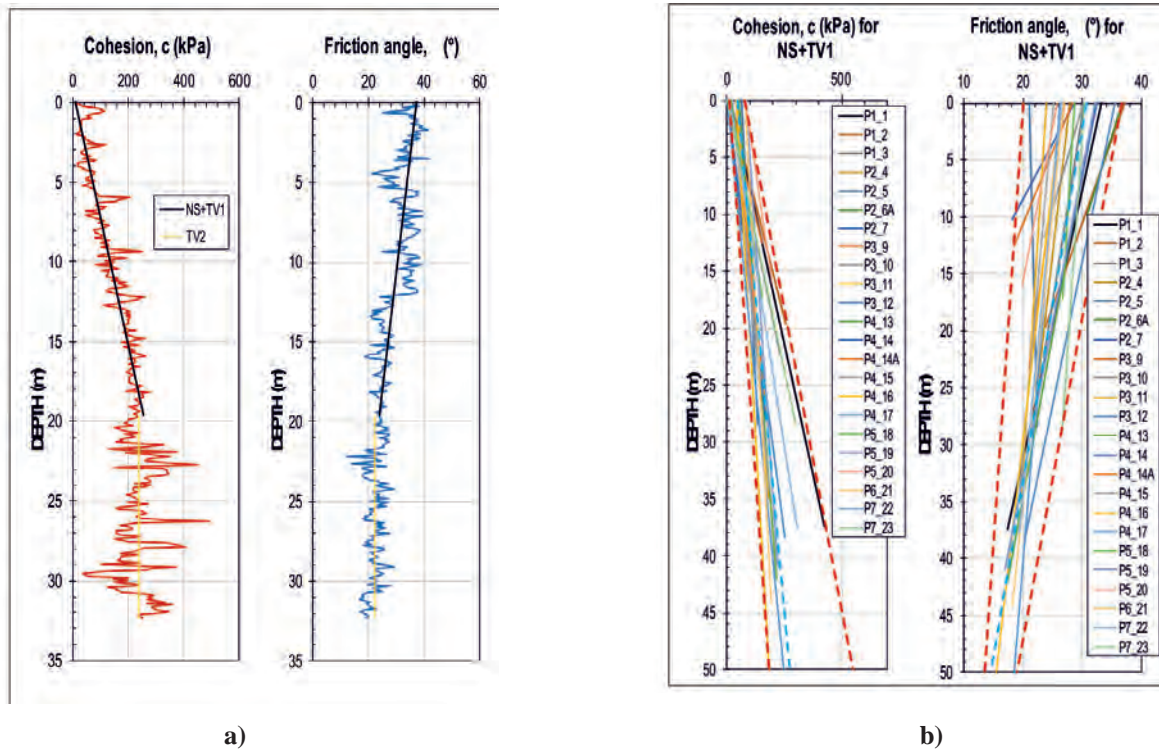 Cohesion, c (kPa)
0 200 400 600
DEPTH (m)
0
5
10
15
20
25
30
35
NS+TV1
TV2
Friction angle, (°)
0 20 40 60
DEPTH (m)
0
5
10
15
20
25
30
35
a)
Cohesion, c (kPa) for
NS+TV1
0 500
DEPTH (m)
0
5
10
15
20
25
30
35
40
45
50
P1_1
P1_2
P1_3
P2_4
P2_5
P2_6A
P2_7
P3_9
P3_10
P3_11
P3_12
P4_13
P4_14
P4_14A
P4_15
P4_16
P4_17
P5_18
P5_19
P5_20
P6_21
P7_22
P7_23
Friction angle, (°) for
NS+TV1
10 20 30 40
DEPTH (m)
0
5
10
15
20
25
30
35
40
45
50
P1_1
P1_2
P1_3
P2_4
P2_5
P2_6A
P2_7
P3_9
P3_10
P3_11
P3_12
P4_13
P4_14
P4_14A
P4_15
P4_16
P4_17
P5_18
P5_19
P5_20
P6_21
P7_22
P7_23
b)